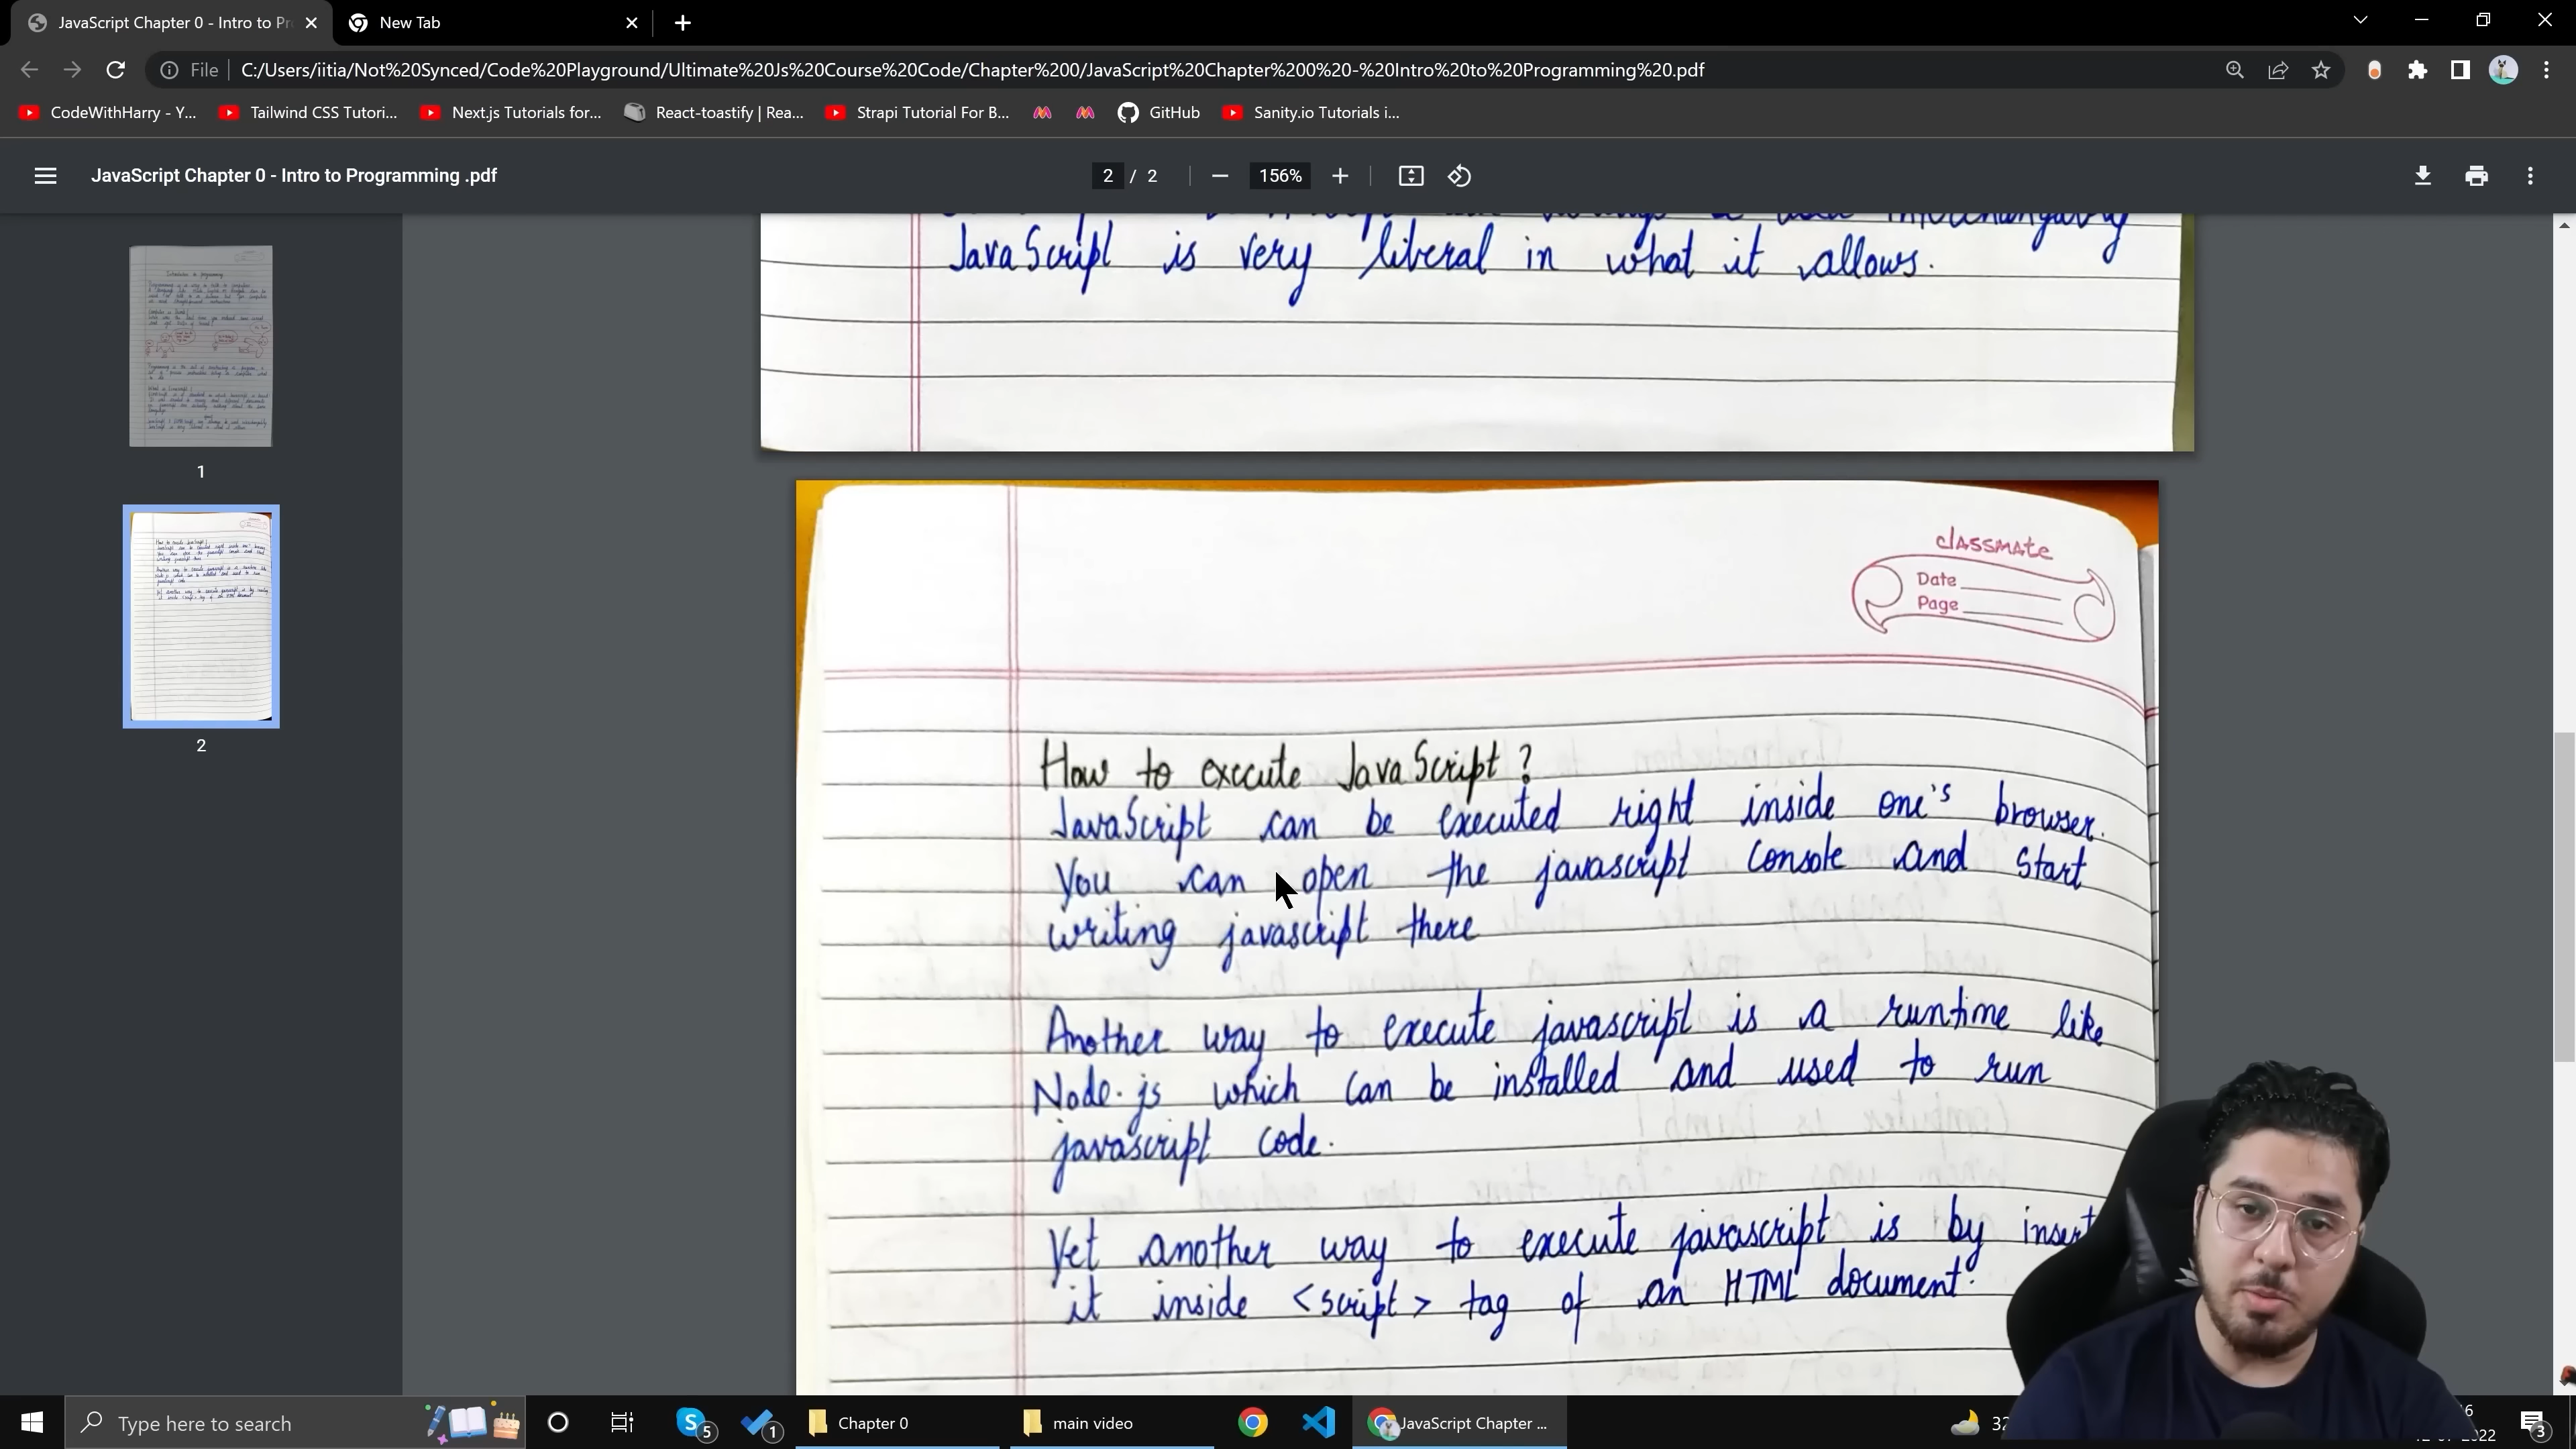 JavaScript Chapter 0 - Intro to Pr
New Tab
File
C:/Users/iitia/Not%20Synced/Code%20Playground/Ultimate%20Js%20Course%20Code/Chapter%200/JavaScript%20Chapter%200%20-%20Intro%20to%20Programming%20.pdf
CodeWithHarry - Y... Tailwind CSS Tutori... Next.js Tutorials for... React-toastify | Rea... Strapi Tutorial For B... GitHub Sanity.io Tutorials i...
JavaScript Chapter 0 - Intro to Programming .pdf
2 / 2
156%
1
2
JavaScript is very liberal in what it allows.
classmate
Date
Page
How to execute JavaScript?
JavaScript can be executed right inside one's browser.
You can open the javascript console and start
writing javascript there
Another way to execute javascript is a runtime like
Node.js which can be installed and used to run
javascript code.
Yet another way to execute javascript is by insert
it inside <script> tag of an HTML document.
Type here to search
5
1
Chapter 0
main video
JavaScript Chapter ...
3